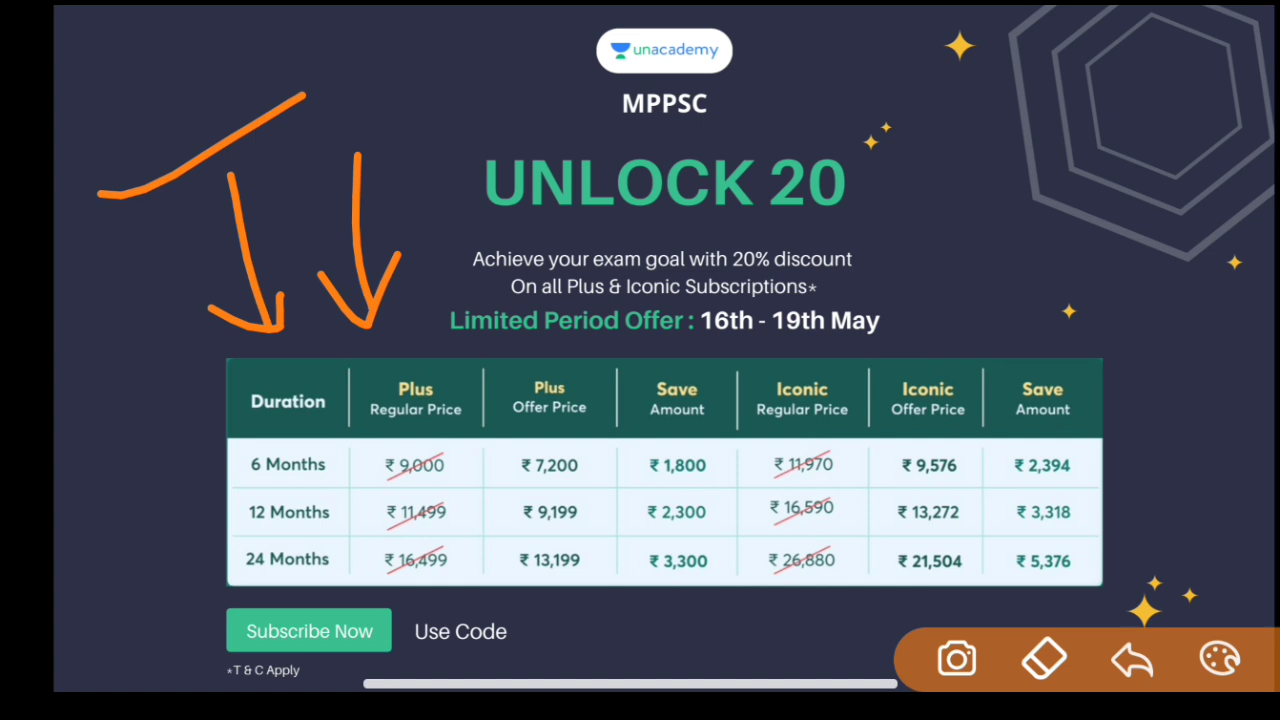 unacademy
MPPSC
UNLOCK 20
Achieve your exam goal with 20% discount
On all Plus & Iconic Subscriptions*
Limited Period Offer : 16th - 19th May
Duration Plus Regular Price Plus Offer Price Save Amount Iconic Regular Price Iconic Offer Price Save Amount
6 Months ₹ 9,000 ₹ 7,200 ₹ 1,800 ₹ 11,970 ₹ 9,576 ₹ 2,394
12 Months ₹ 11,499 ₹ 9,199 ₹ 2,300 ₹ 16,590 ₹ 13,272 ₹ 3,318
24 Months ₹ 16,499 ₹ 13,199 ₹ 3,300 ₹ 26,880 ₹ 21,504 ₹ 5,376
Subscribe Now Use Code
*T & C Apply